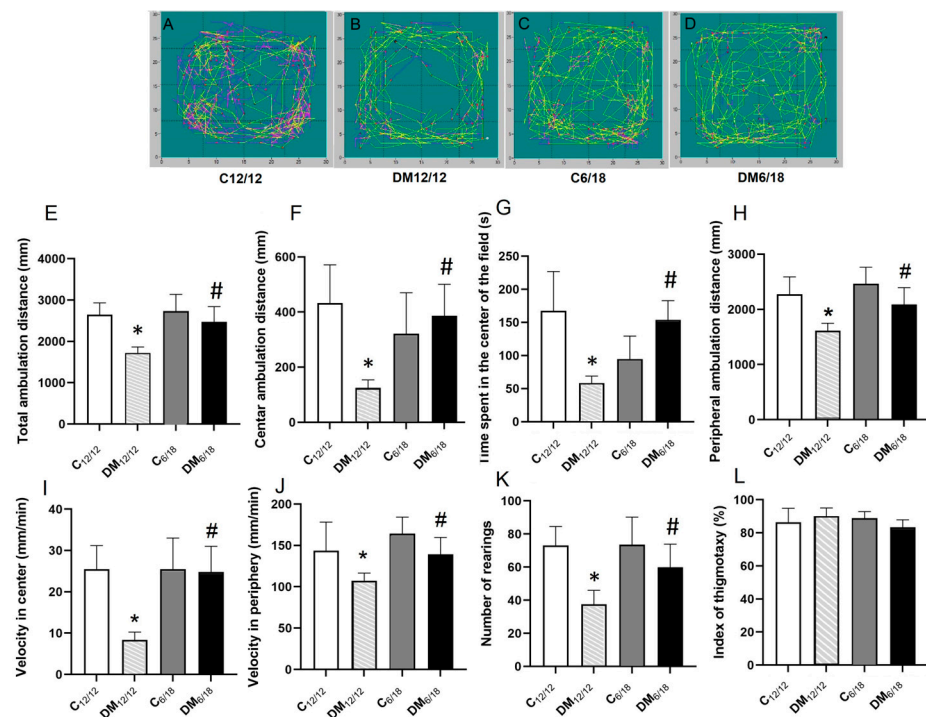 A B C D
C12/12 DM12/12 C6/18 DM6/18
E
Total ambulation distance (mm)
4000
3000
2000
1000
0
*
#
C12/12 DM12/12 C6/18 DM6/18
F
Centar ambulation distance (mm)
600
400
200
0
*
#
C12/12 DM12/12 C6/18 DM6/18
G
Time spent in the center of the field (s)
250
200
150
100
50
0
*
#
C12/12 DM12/12 C6/18 DM6/18
H
Peripheral ambulation distance (mm)
3000
2000
1000
0
*
#
C12/12 DM12/12 C6/18 DM6/18
I
Velocity in center (mm/min)
40
30
20
10
0
*
#
C12/12 DM12/12 C6/18 DM6/18
J
Velocity in periphery (mm/min)
200
150
100
50
0
*
#
C12/12 DM12/12 C6/18 DM6/18
K
Number of rearings
100
80
60
40
20
0
*
#
C12/12 DM12/12 C6/18 DM6/18
L
Index of thigmotaxy (%)
100
80
60
40
20
0
C12/12 DM12/12 C6/18 DM6/18